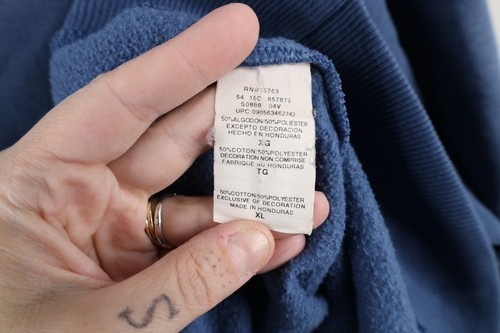 RN#15763
54 15C 857872
S0888 04V
UPC 090563462742
50%ALGODON/50%POLIESTER
EXCEPTO DECORACION
HECHO EN HONDURAS
XG
50%COTON/50%POLYESTER
DECORATION NON COMPRISE
FABRIQUE au HONDURAS
TG
50%COTTON/50%POLYESTER
EXCLUSIVE OF DECORATION
MADE IN HONDURAS
XL
S